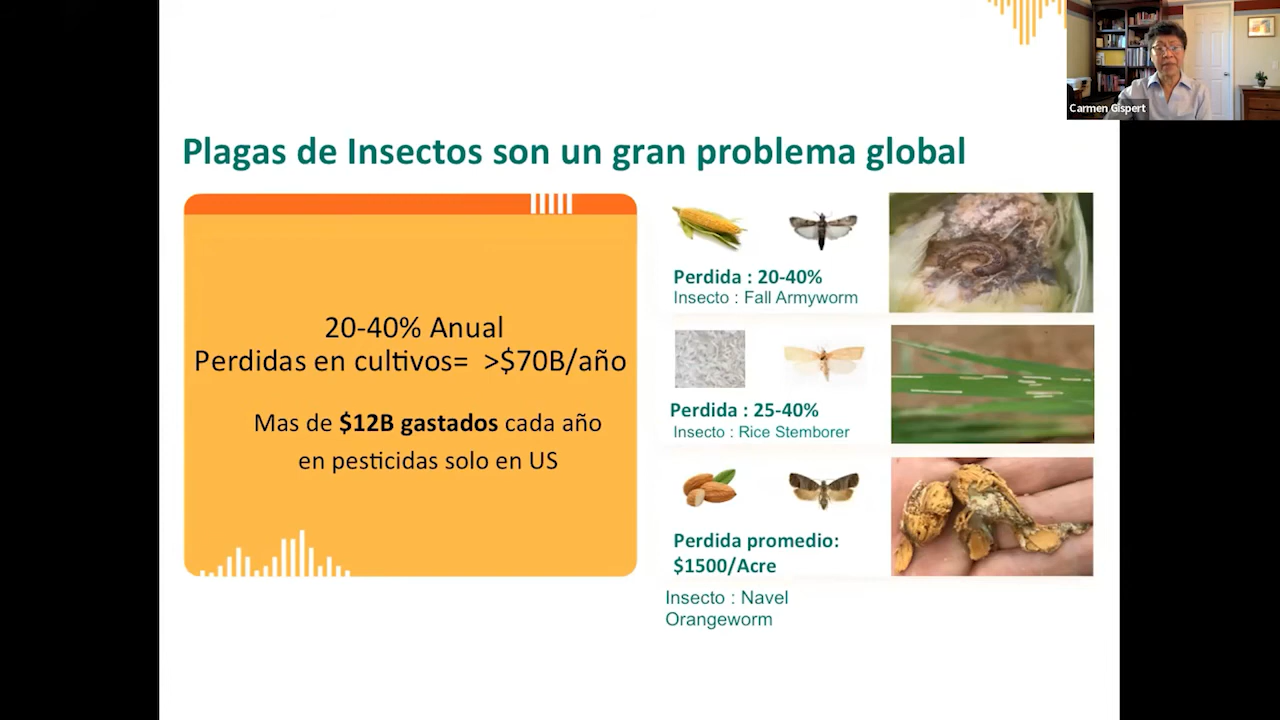 Carmen Gispert
Plagas de Insectos son un gran problema global
20-40% Anual
Perdidas en cultivos= >$70B/año
Mas de $12B gastados cada año
en pesticidas solo en US
Perdida : 20-40%
Insecto : Fall Armyworm
Perdida : 25-40%
Insecto : Rice Stemborer
Perdida promedio:
$1500/Acre
Insecto : Navel
Orangeworm